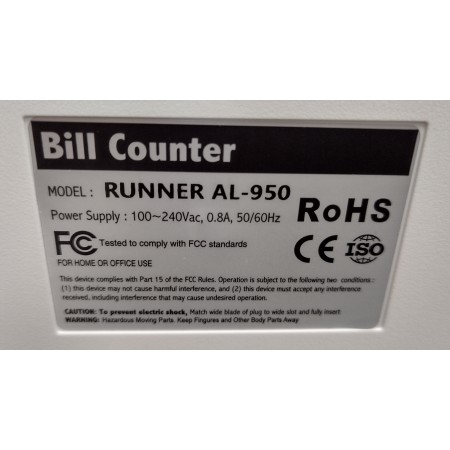 Bill Counter
MODEL : RUNNER AL-950
Power Supply : 100~240Vac, 0.8A, 50/60Hz
RoHS
FC Tested to comply with FCC standards
CE ISO
FOR HOME OR OFFICE USE
This device complies with Part 15 of the FCC Rules. Operation is subject to the following two conditions:
(1) this device may not cause harmful interference, and (2) this device must accept any interference
received, including interference that may cause undesired operation.
CAUTION: To prevent electric shock, Match wide blade of plug to wide slot and fully insert
WARNING: Hazardous Moving Parts. Keep Fingures and Other Body Parts Away